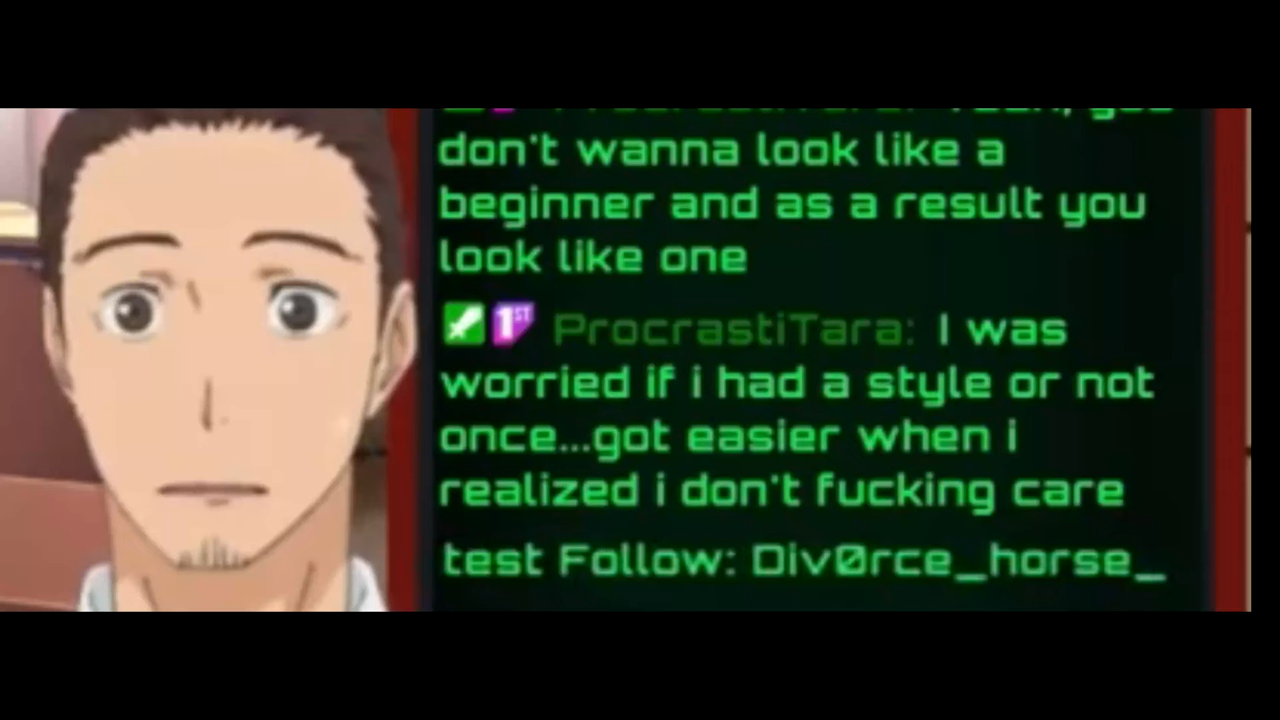 don't wanna look like a
beginner and as a result you
look like one
1ST ProcrastiTara: I was
worried if i had a style or not
once...got easier when i
realized i don't fucking care
test Follow: Div0rce_horse_